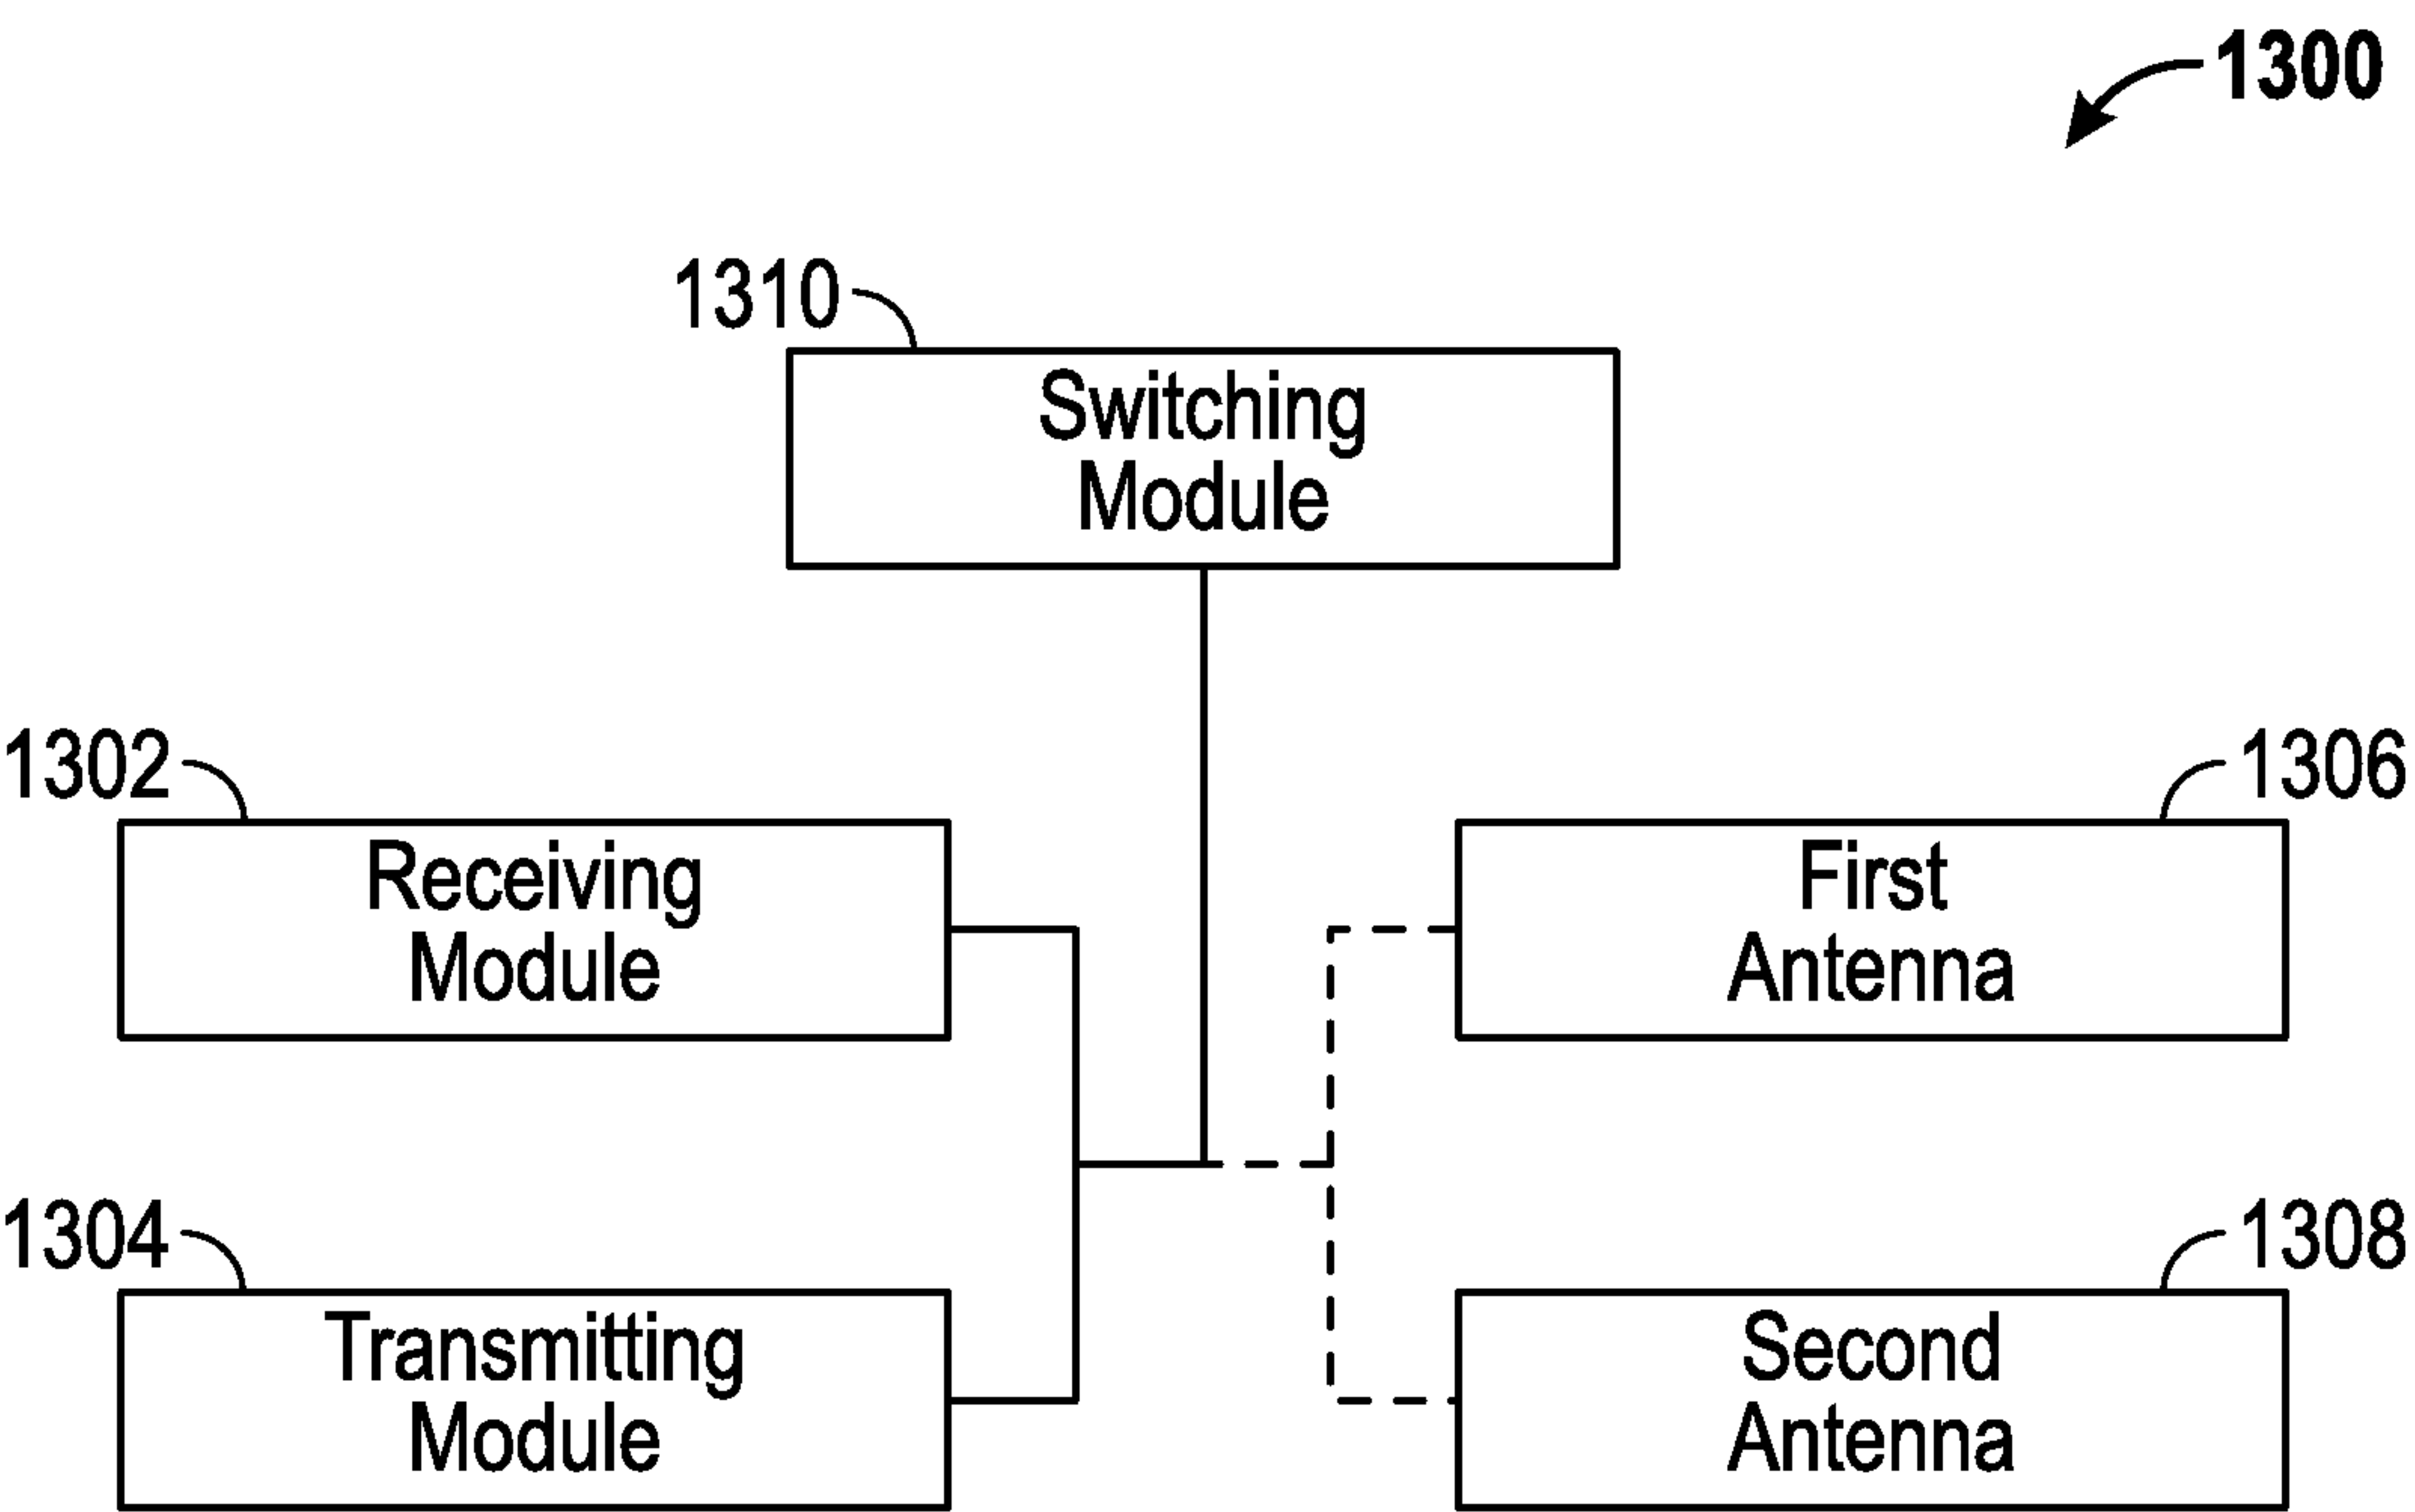 1300
1310
Switching
Module
1302
Receiving
Module
1306
First
Antenna
1304
Transmitting
Module
1308
Second
Antenna